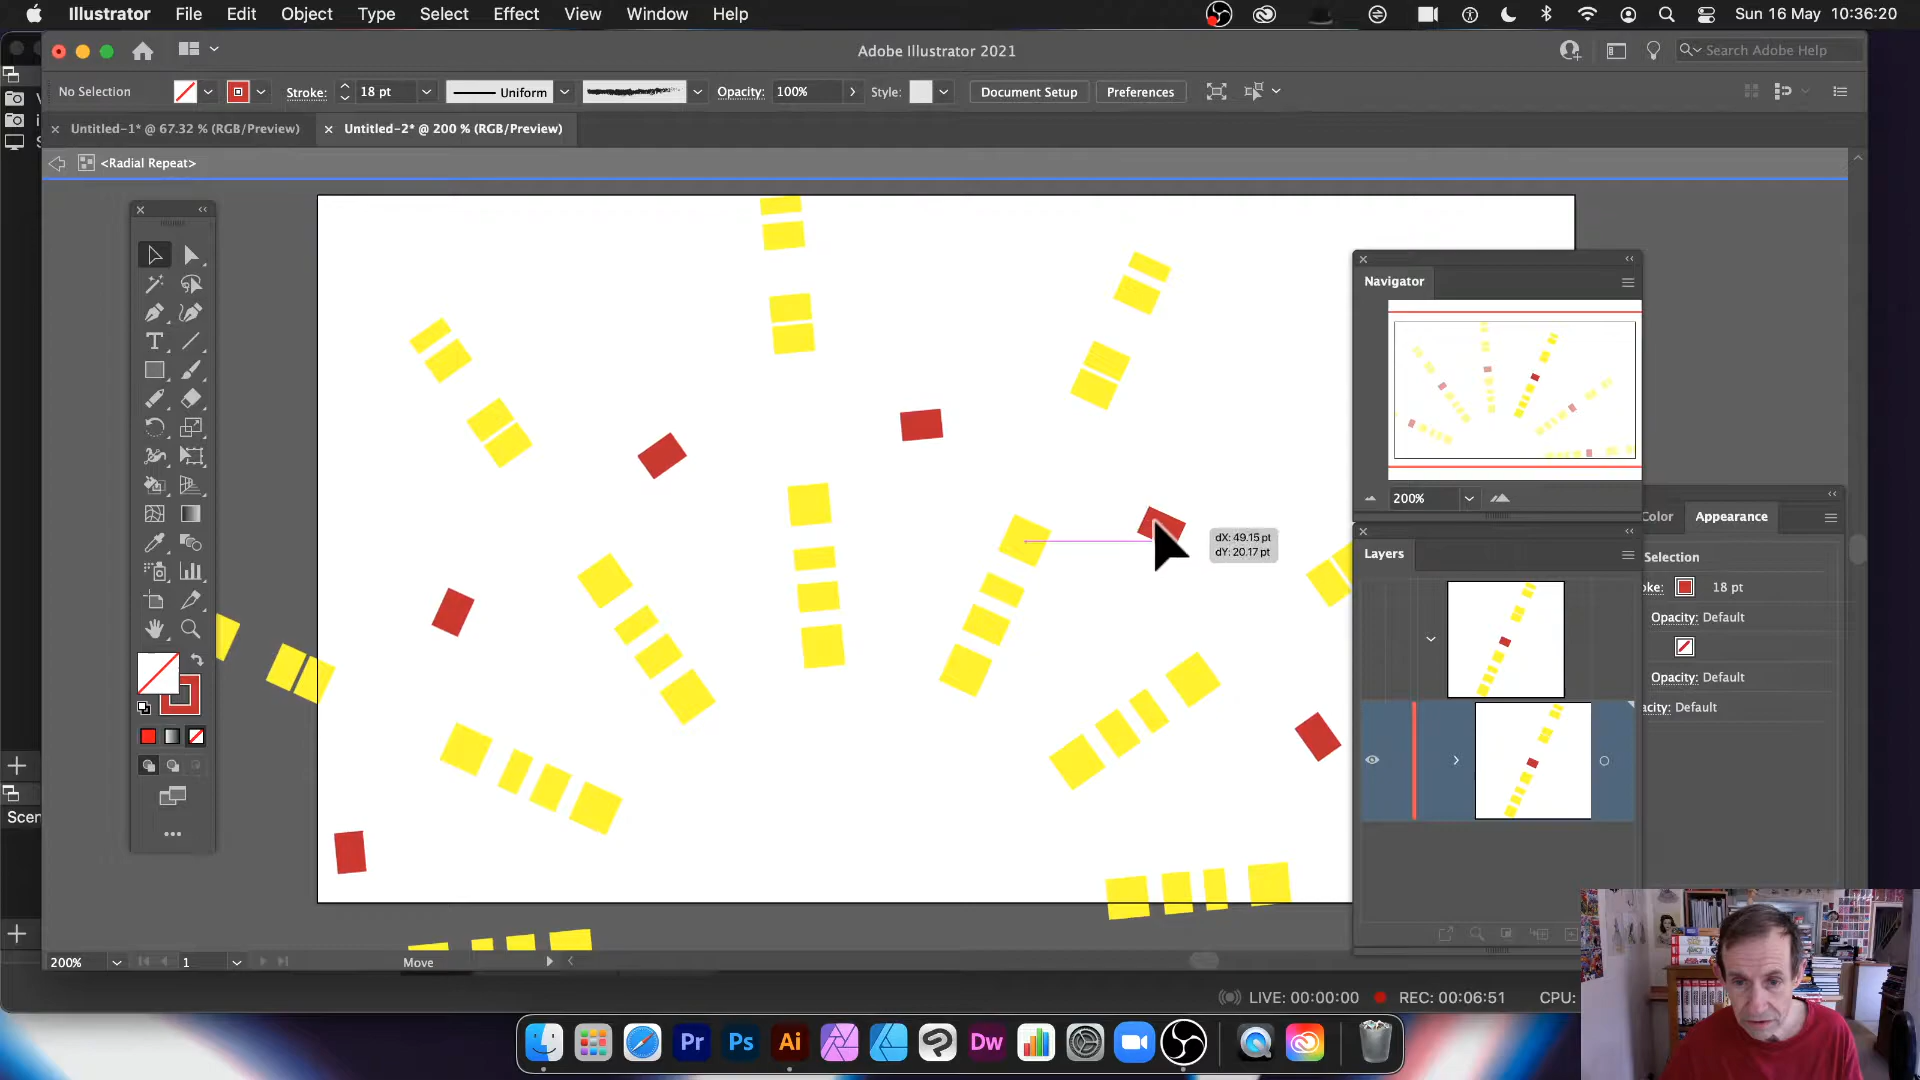 Illustrator File Edit Object Type Select Effect View Window Help Sun 16 May 10:36:20
Adobe Illustrator 2021
Search Adobe Help
No Selection Stroke: 18 pt Uniform Opacity: 100% Style: Document Setup Preferences
Untitled-1* @ 67.32 % (RGB/Preview) Untitled-2* @ 200 % (RGB/Preview)
<Radial Repeat>
Navigator
200%
Color Appearance
Selection
18 pt
Opacity: Default
Opacity: Default
Default
Layers
dX: 49.15 pt
dY: 20.17 pt
T
Scen
200% 1 Move
LIVE: 00:00:00 REC: 00:06:51 CPU:
Pr Ps Ai Dw